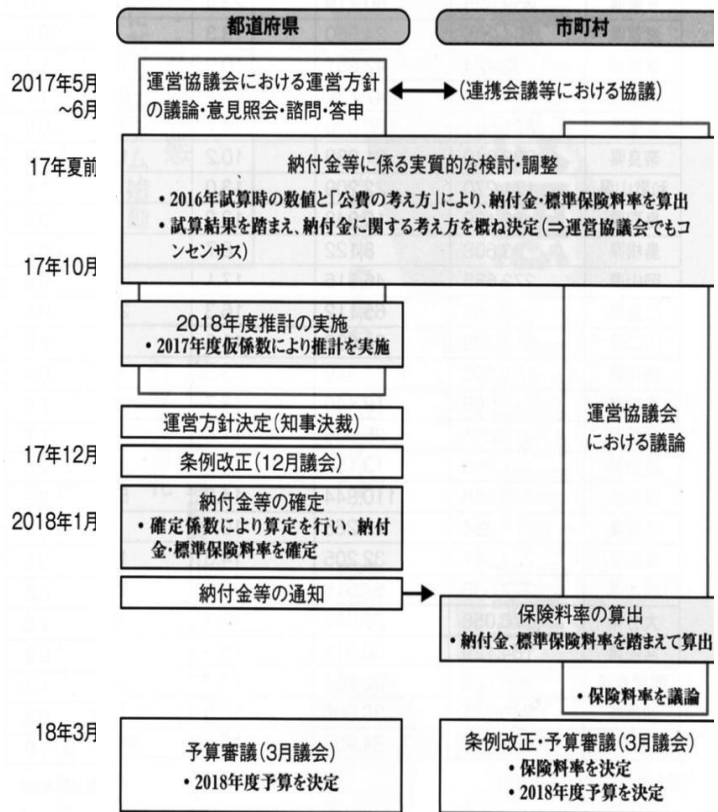 都道府県
市町村
2017年5月
~6月
運営協議会における運営方針
の議論・意見照会・諮問・答申
(連携会議等における協議)
17年夏前
納付金等に係る実質的な検討・調整
・2016年試算時の数値と「公費の考え方」により、納付金・標準保険料率を算出
・試算結果を踏まえ、納付金に関する考え方を概ね決定(⇒運営協議会でもコ
ンセンサス)
17年10月
2018年度推計の実施
・2017年度仮係数により推計を実施
運営協議会
における議論
運営方針決定(知事決裁)
17年12月
条例改正(12月議会)
2018年1月
納付金等の確定
・確定係数により算定を行い、納付
金・標準保険料率を確定
納付金等の通知
保険料率の算出
・納付金、標準保険料率を踏まえて算出
・保険料率を議論
18年3月
予算審議(3月議会)
・2018年度予算を決定
条例改正・予算審議(3月議会)
・保険料率を決定
・2018年度予算を決定